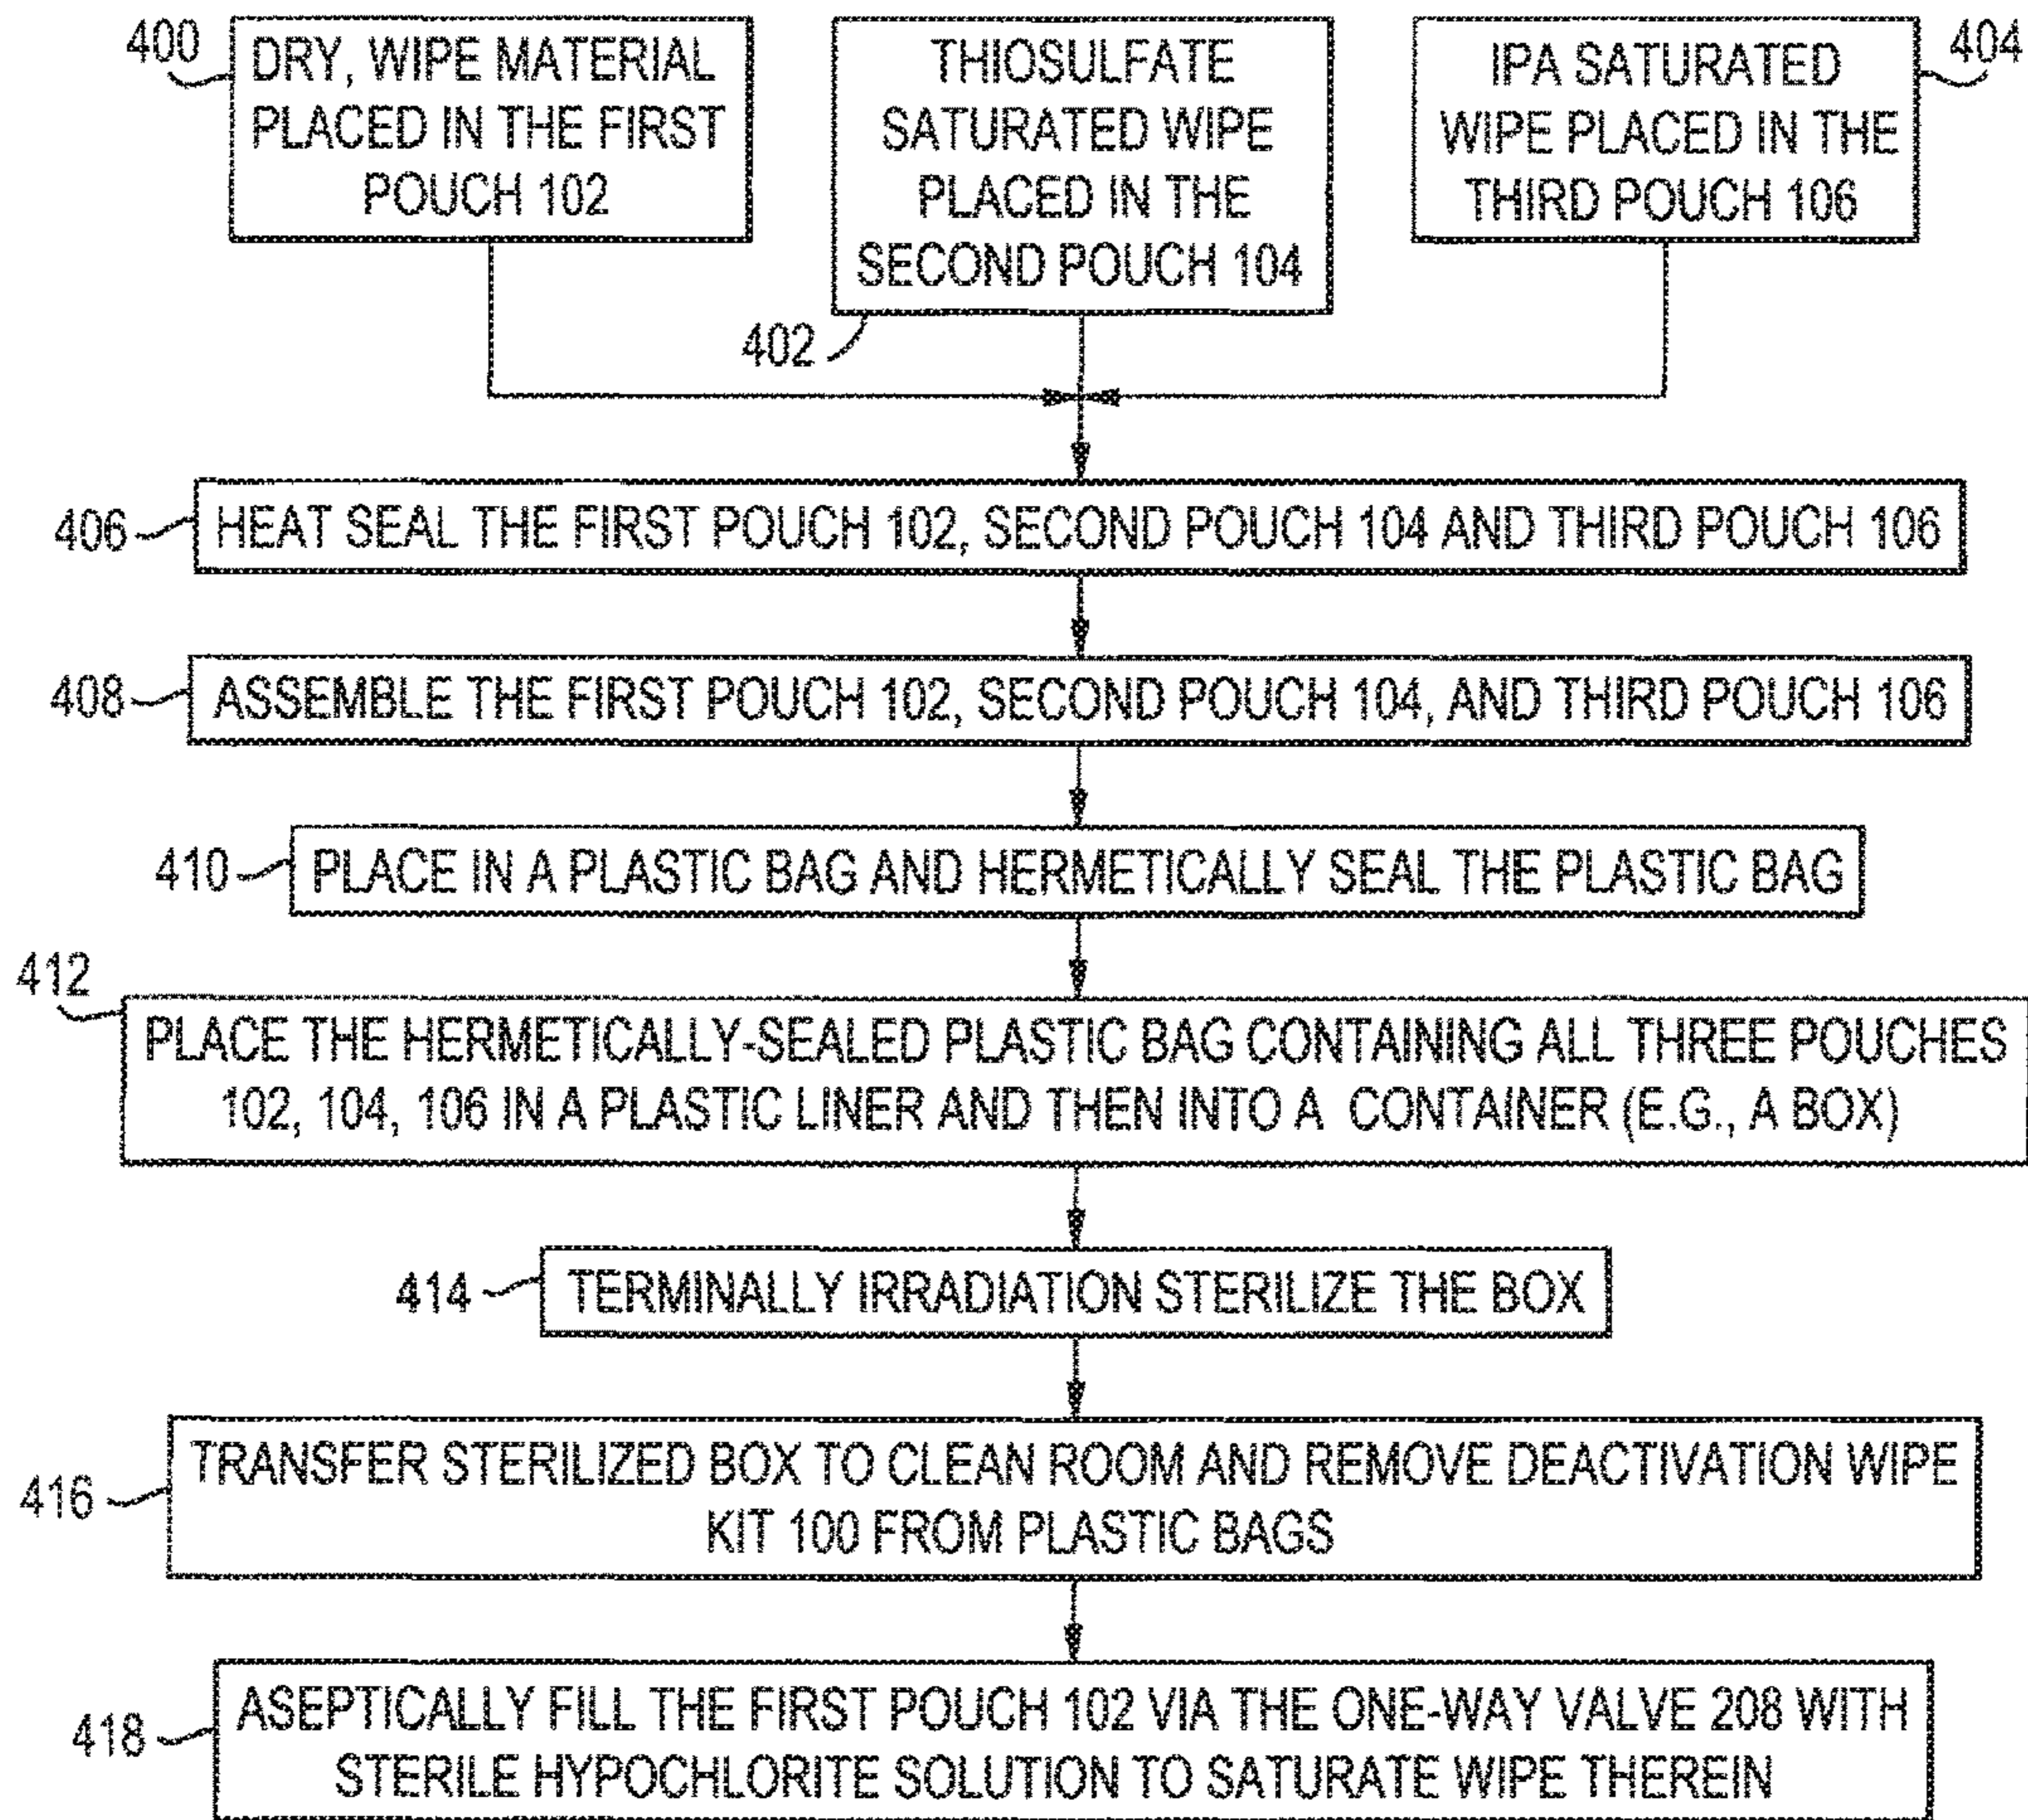 400
DRY, WIPE MATERIAL
PLACED IN THE FIRST
POUCH 102
THIOSULFATE
SATURATED WIPE
PLACED IN THE
SECOND POUCH 104
402
IPA SATURATED
WIPE PLACED IN THE
THIRD POUCH 106
404
406
HEAT SEAL THE FIRST POUCH 102, SECOND POUCH 104 AND THIRD POUCH 106
408
ASSEMBLE THE FIRST POUCH 102, SECOND POUCH 104, AND THIRD POUCH 106
410
PLACE IN A PLASTIC BAG AND HERMETICALLY SEAL THE PLASTIC BAG
412
PLACE THE HERMETICALLY-SEALED PLASTIC BAG CONTAINING ALL THREE POUCHES
102, 104, 106 IN A PLASTIC LINER AND THEN INTO A CONTAINER (E.G., A BOX)
414
TERMINALLY IRRADIATION STERILIZE THE BOX
416
TRANSFER STERILIZED BOX TO CLEAN ROOM AND REMOVE DEACTIVATION WIPE
KIT 100 FROM PLASTIC BAGS
418
ASEPTICALLY FILL THE FIRST POUCH 102 VIA THE ONE-WAY VALVE 208 WITH
STERILE HYPOCHLORITE SOLUTION TO SATURATE WIPE THEREIN